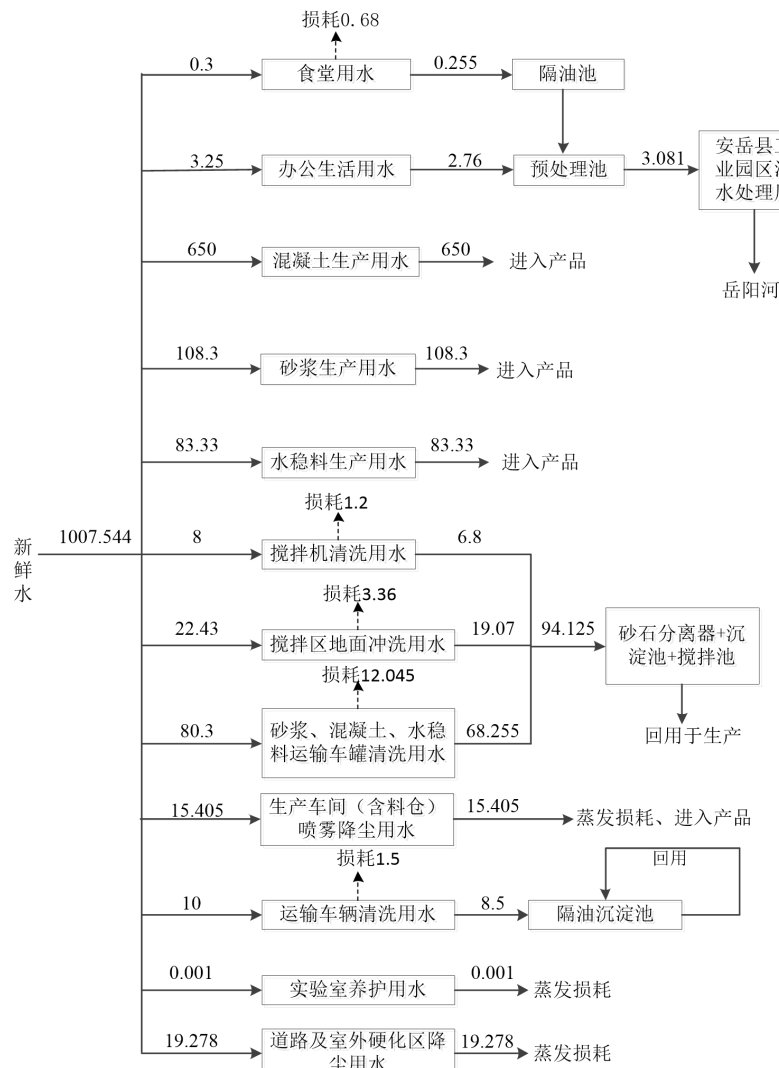 损耗0.68
0.3
食堂用水
0.255
隔油池
3.25
办公生活用水
2.76
预处理池
3.081
安岳县
业园区
水处理
岳阳河
650
混凝土生产用水
650
进入产品
108.3
砂浆生产用水
108.3
进入产品
83.33
水稳料生产用水
83.33
进入产品
新
鲜
水
1007.544
损耗1.2
8
搅拌机清洗用水
6.8
损耗3.36
22.43
搅拌区地面冲洗用水
19.07
94.125
砂石分离器+沉
淀池+搅拌池
回用于生产
损耗12.045
80.3
砂浆、混凝土、水稳
料运输车罐清洗用水
68.255
15.405
生产车间（含料仓）
喷雾降尘用水
15.405
蒸发损耗、进入产品
损耗1.5
10
运输车辆清洗用水
8.5
隔油沉淀池
回用
0.001
实验室养护用水
0.001
蒸发损耗
19.278
道路及室外硬化区降
尘用水
19.278
蒸发损耗